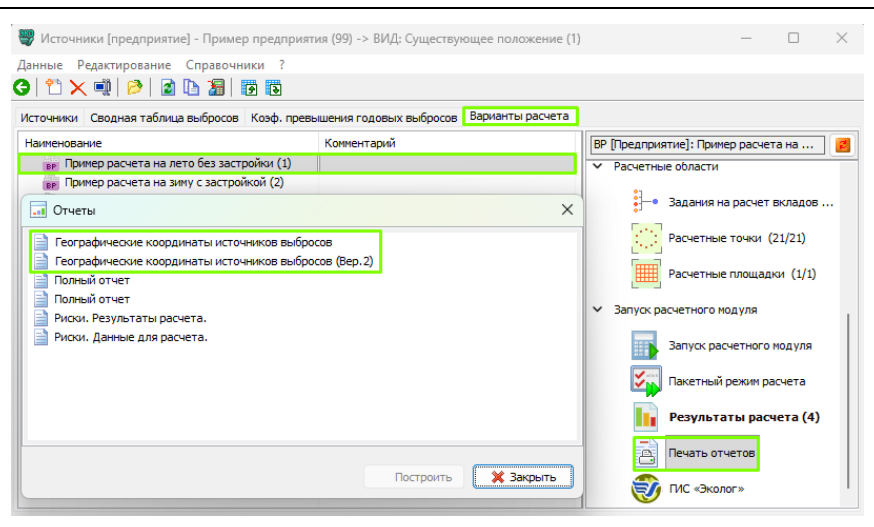 Источники [предприятие] - Пример предприятия (99) -> ВИД: Существующее положение (1)
Данные Редактирование Справочники ?
Источники Сводная таблица выбросов Коэф. превышения годовых выбросов Варианты расчета
Наименование Комментарий
ВР Пример расчета на лето без застройки (1)
ВР Пример расчета на зиму с застройкой (2)
Отчеты
Географические координаты источников выбросов
Географические координаты источников выбросов (Вер.2)
Полный отчет
Полный отчет
Риски. Результаты расчета.
Риски. Данные для расчета.
Построить Закрыть
ВР [Предприятие]: Пример расчета на ...
Расчетные области
Задания на расчет вкладов ...
Расчетные точки (21/21)
Расчетные площадки (1/1)
Запуск расчетного модуля
Запуск расчетного модуля
Пакетный режим расчета
Результаты расчета (4)
Печать отчетов
ПИС «Эколог»